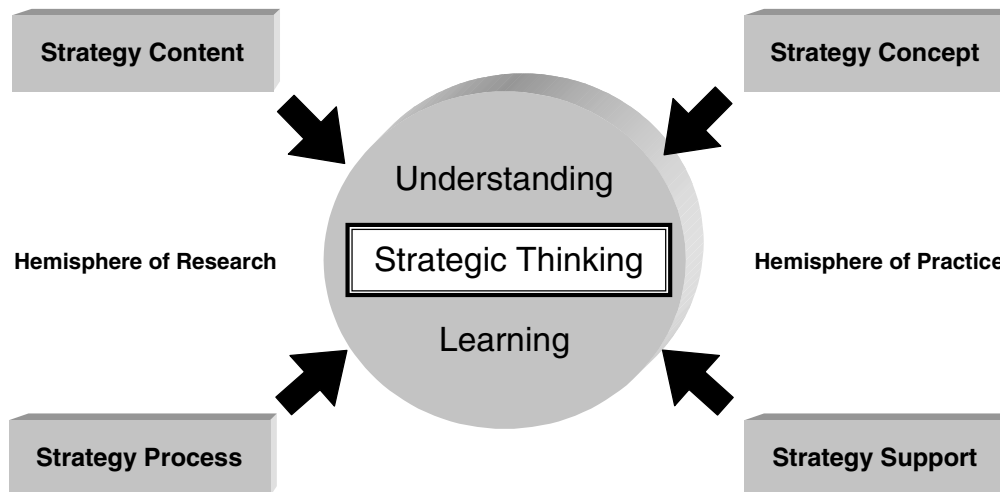 Strategy Content
Strategy Concept
Understanding
Hemisphere of Research
Strategic Thinking
Hemisphere of Practice
Learning
Strategy Process
Strategy Support